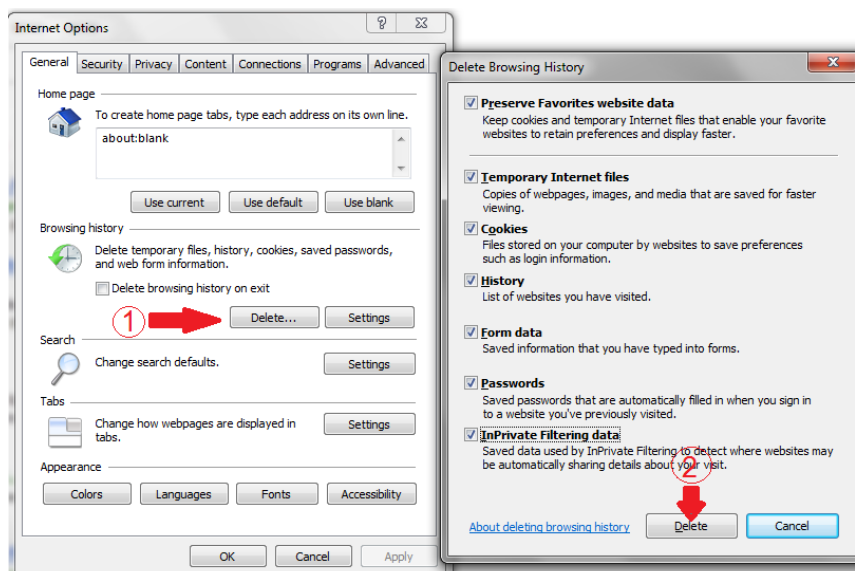 Internet Options
General Security Privacy Content Connections Programs Advanced
Home page
To create home page tabs, type each address on its own line.
about:blank
Use current Use default Use blank
Browsing history
Delete temporary files, history, cookies, saved passwords,
and web form information.
Delete browsing history on exit
1
Delete... Settings
Search
Change search defaults.
Settings
Tabs
Change how webpages are displayed in
tabs.
Settings
Appearance
Colors Languages Fonts Accessibility
OK Cancel Apply
Delete Browsing History
Preserve Favorites website data
Keep cookies and temporary Internet files that enable your favorite
websites to retain preferences and display faster.
Temporary Internet files
Copies of webpages, images, and media that are saved for faster
viewing.
Cookies
Files stored on your computer by websites to save preferences
such as login information.
History
List of websites you have visited.
Form data
Saved information that you have typed into forms.
Passwords
Saved passwords that are automatically filled in when you sign in
to a website you've previously visited.
InPrivate Filtering data
Saved data used by InPrivate Filtering to detect where websites may
be automatically sharing details about your visit.
2
About deleting browsing history Delete Cancel